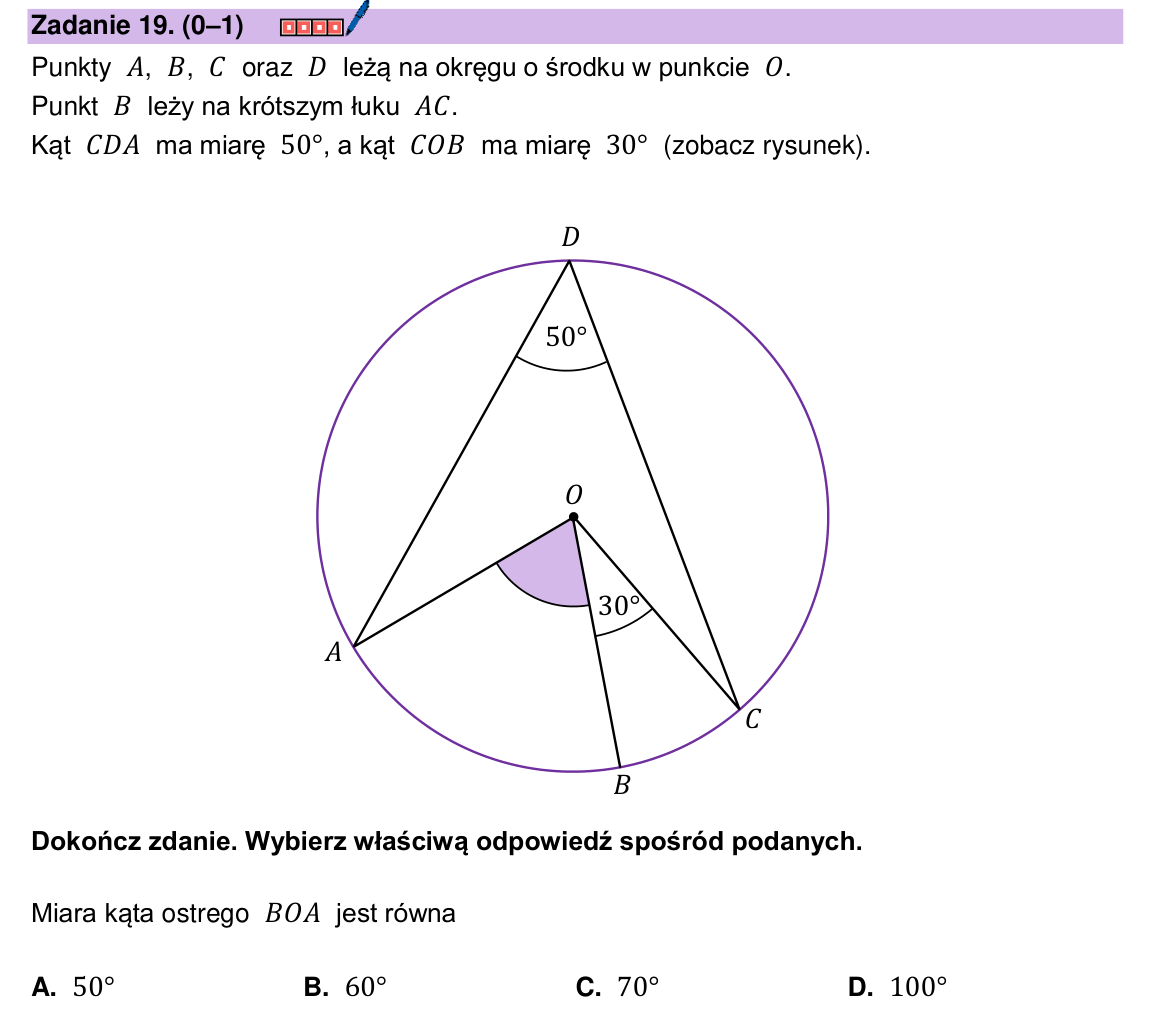 Zadanie 19. (0–1)
Punkty A, B, C oraz D leżą na okręgu o środku w punkcie O.
Punkt B leży na krótszym łuku AC.
Kąt CDA ma miarę 50°, a kąt COB ma miarę 30° (zobacz rysunek).
D
50°
O
30°
A
C
B
Dokończ zdanie. Wybierz właściwą odpowiedź spośród podanych.
Miara kąta ostrego BOA jest równa
A. 50° B. 60° C. 70° D. 100°